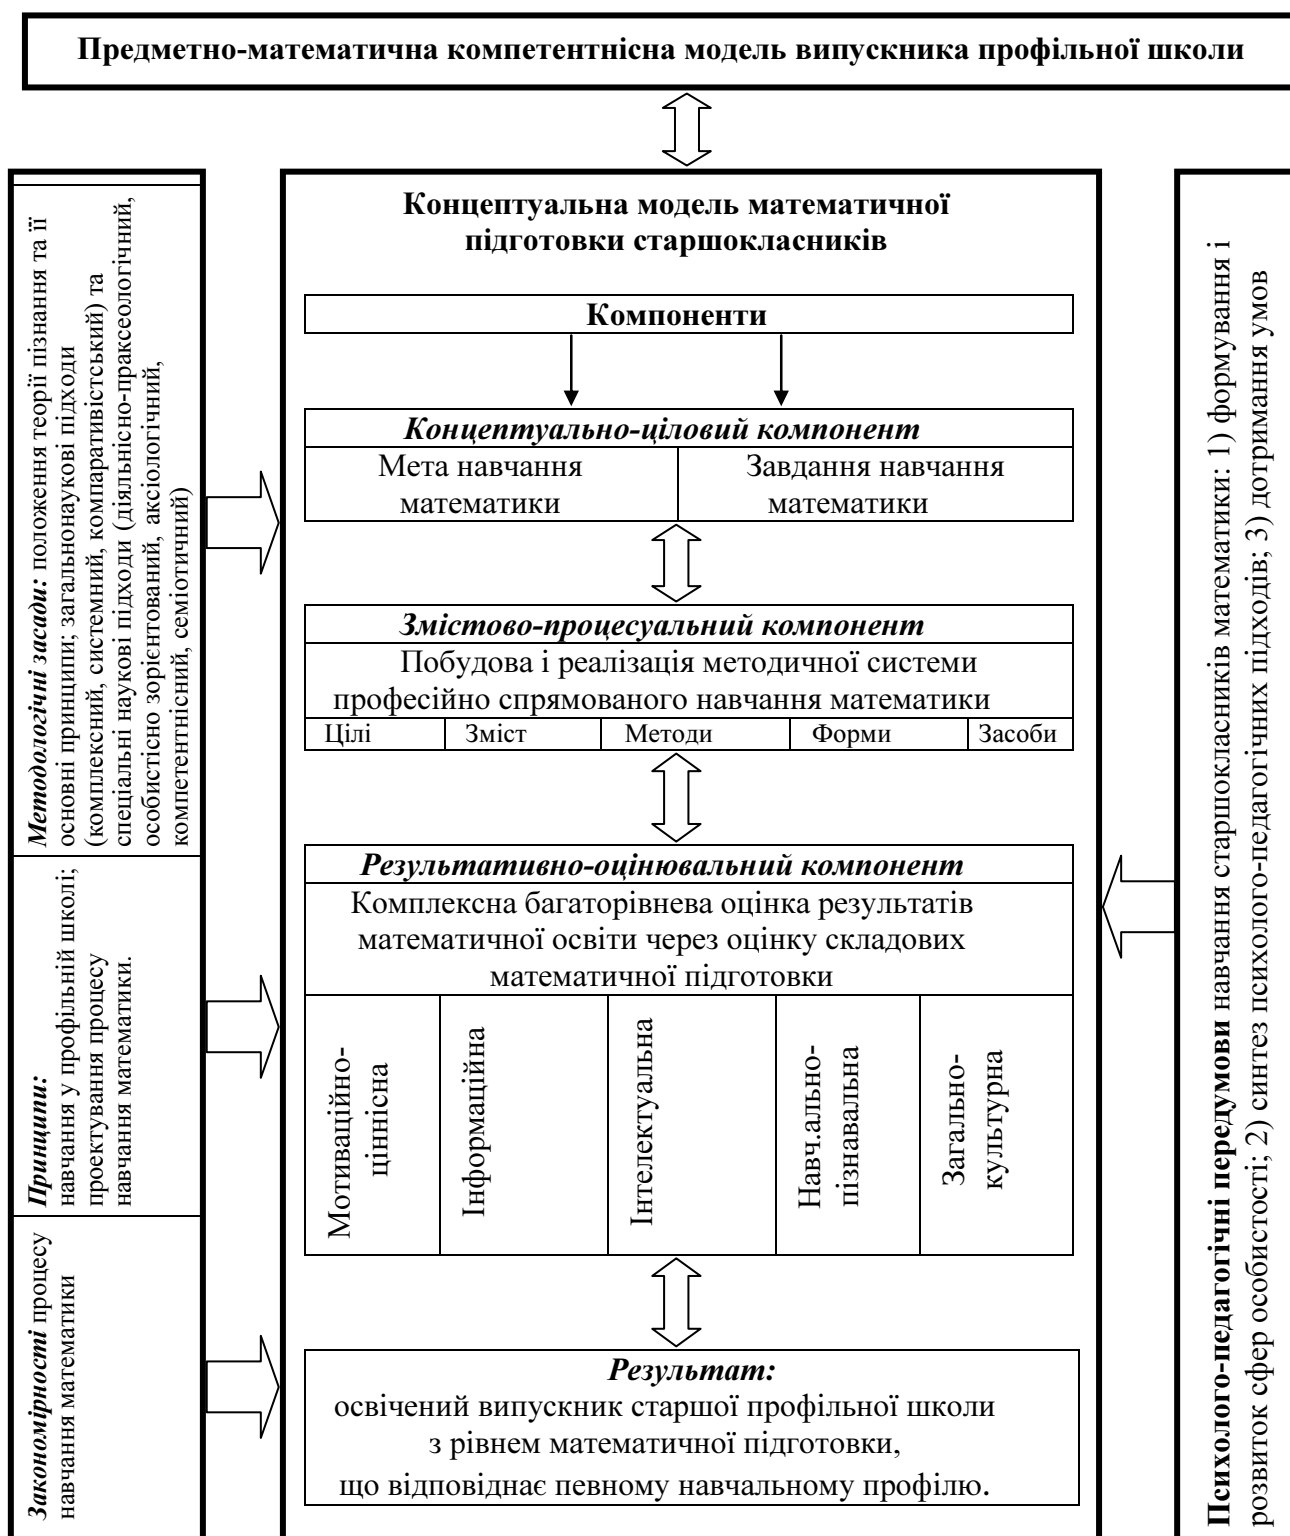 Предметно-математична компетентнісна модель випускника профільної школи
Методологічні засади: положення теорії пізнання та її
основні принципи; загальнонаукові підходи
(комплексний, системний, компаративістський) та
спеціальні наукові підходи (діяльнісно-праксеологічний,
особистісно зорієнтований, аксіологічний,
компетентнісний, семіотичний)
Принципи:
навчання у профільній школі;
проектування процесу
навчання математики.
Закономірності процесу
навчання математики
Концептуальна модель математичної
підготовки старшокласників
Компоненти
Концептуально-ціловий компонент
Мета навчання
математики
Завдання навчання
математики
Змістово-процесуальний компонент
Побудова і реалізація методичної системи
професійно спрямованого навчання математики
Цілі
Зміст
Методи
Форми
Засоби
Результативно-оцінювальний компонент
Комплексна багаторівнева оцінка результатів
математичної освіти через оцінку складових
математичної підготовки
Мотиваційно-
ціннісна
Інформаційна
Інтелектуальна
Навч.ально-
пізнавальна
Загально-
культурна
Результат:
освічений випускник старшої профільної школи
з рівнем математичної підготовки,
що відповіднає певному навчальному профілю.
Психолого-педагогічні передумови навчання старшокласників математики: 1) формування і
розвиток сфер особистості; 2) синтез психолого-педагогічних підходів; 3) дотримання умов